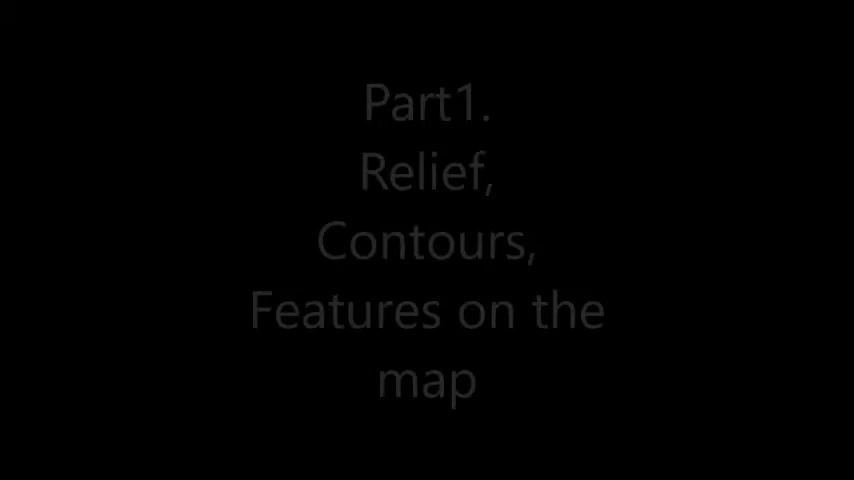 Part1.
Relief,
Contours,
Features on the
map